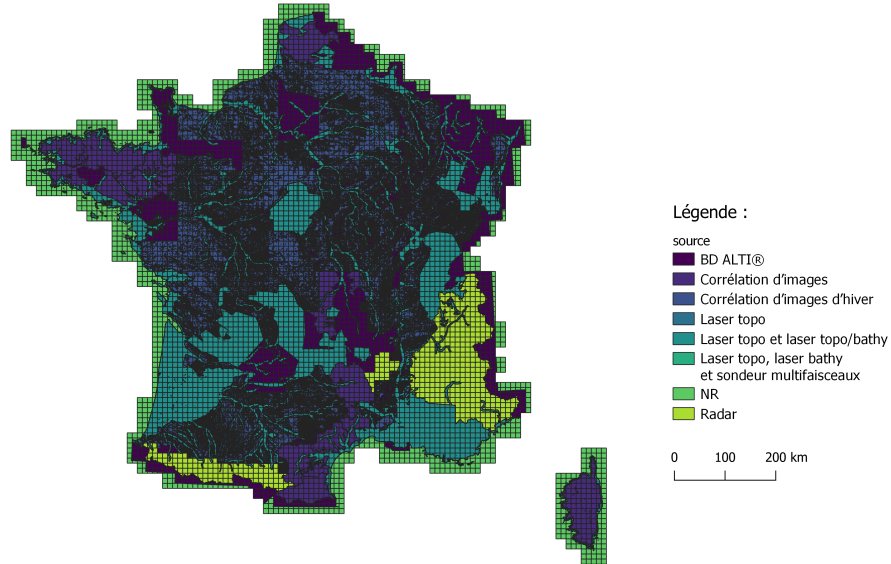 Légende :
source
BD ALTI®
Corrélation d'images
Corrélation d'images d'hiver
Laser topo
Laser topo et laser topo/bathy
Laser topo, laser bathy
et sondeur multifaisceaux
NR
Radar
0 100 200 km